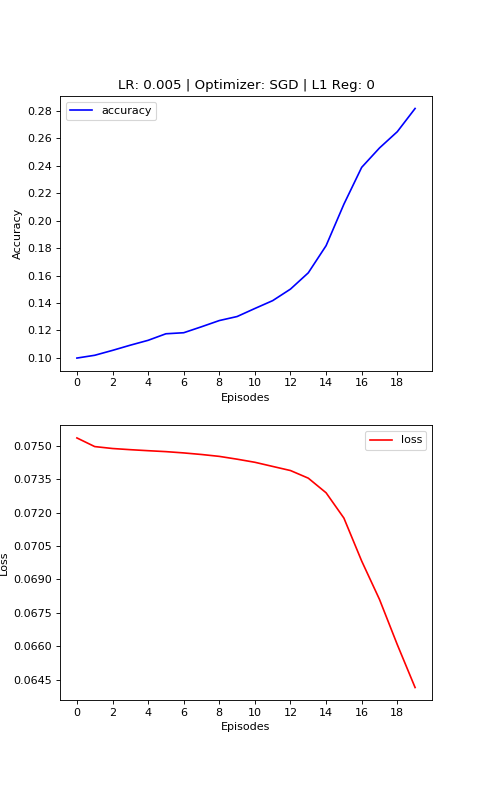 LR: 0.005 | Optimizer: SGD | L1 Reg: 0
accuracy
0.28
0.26
0.24
0.22
0.20
0.18
0.16
0.14
0.12
0.10
Accuracy
0 2 4 6 8 10 12 14 16 18
Episodes
loss
0.0750
0.0735
0.0720
0.0705
0.0690
0.0675
0.0660
0.0645
Loss
0 2 4 6 8 10 12 14 16 18
Episodes